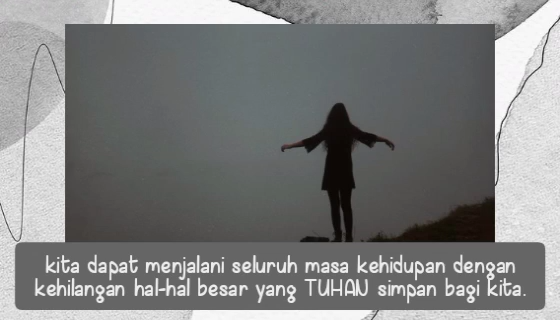 kita dapat menjalani seluruh masa kehidupan dengan
kehilangan hal-hal besar yang TUHAN simpan bagi kita.